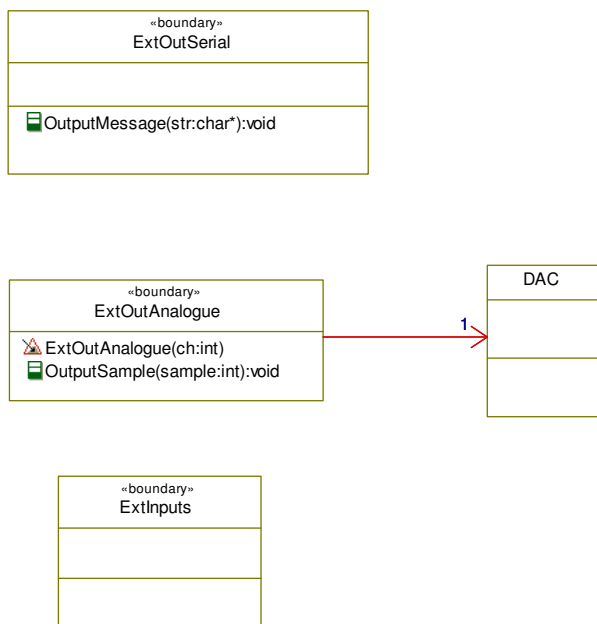 «boundary»
ExtOutSerial
OutputMessage(str:char*):void
«boundary»
ExtOutAnalogue
ExtOutAnalogue(ch:int)
OutputSample(sample:int):void
1
DAC
«boundary»
ExtInputs